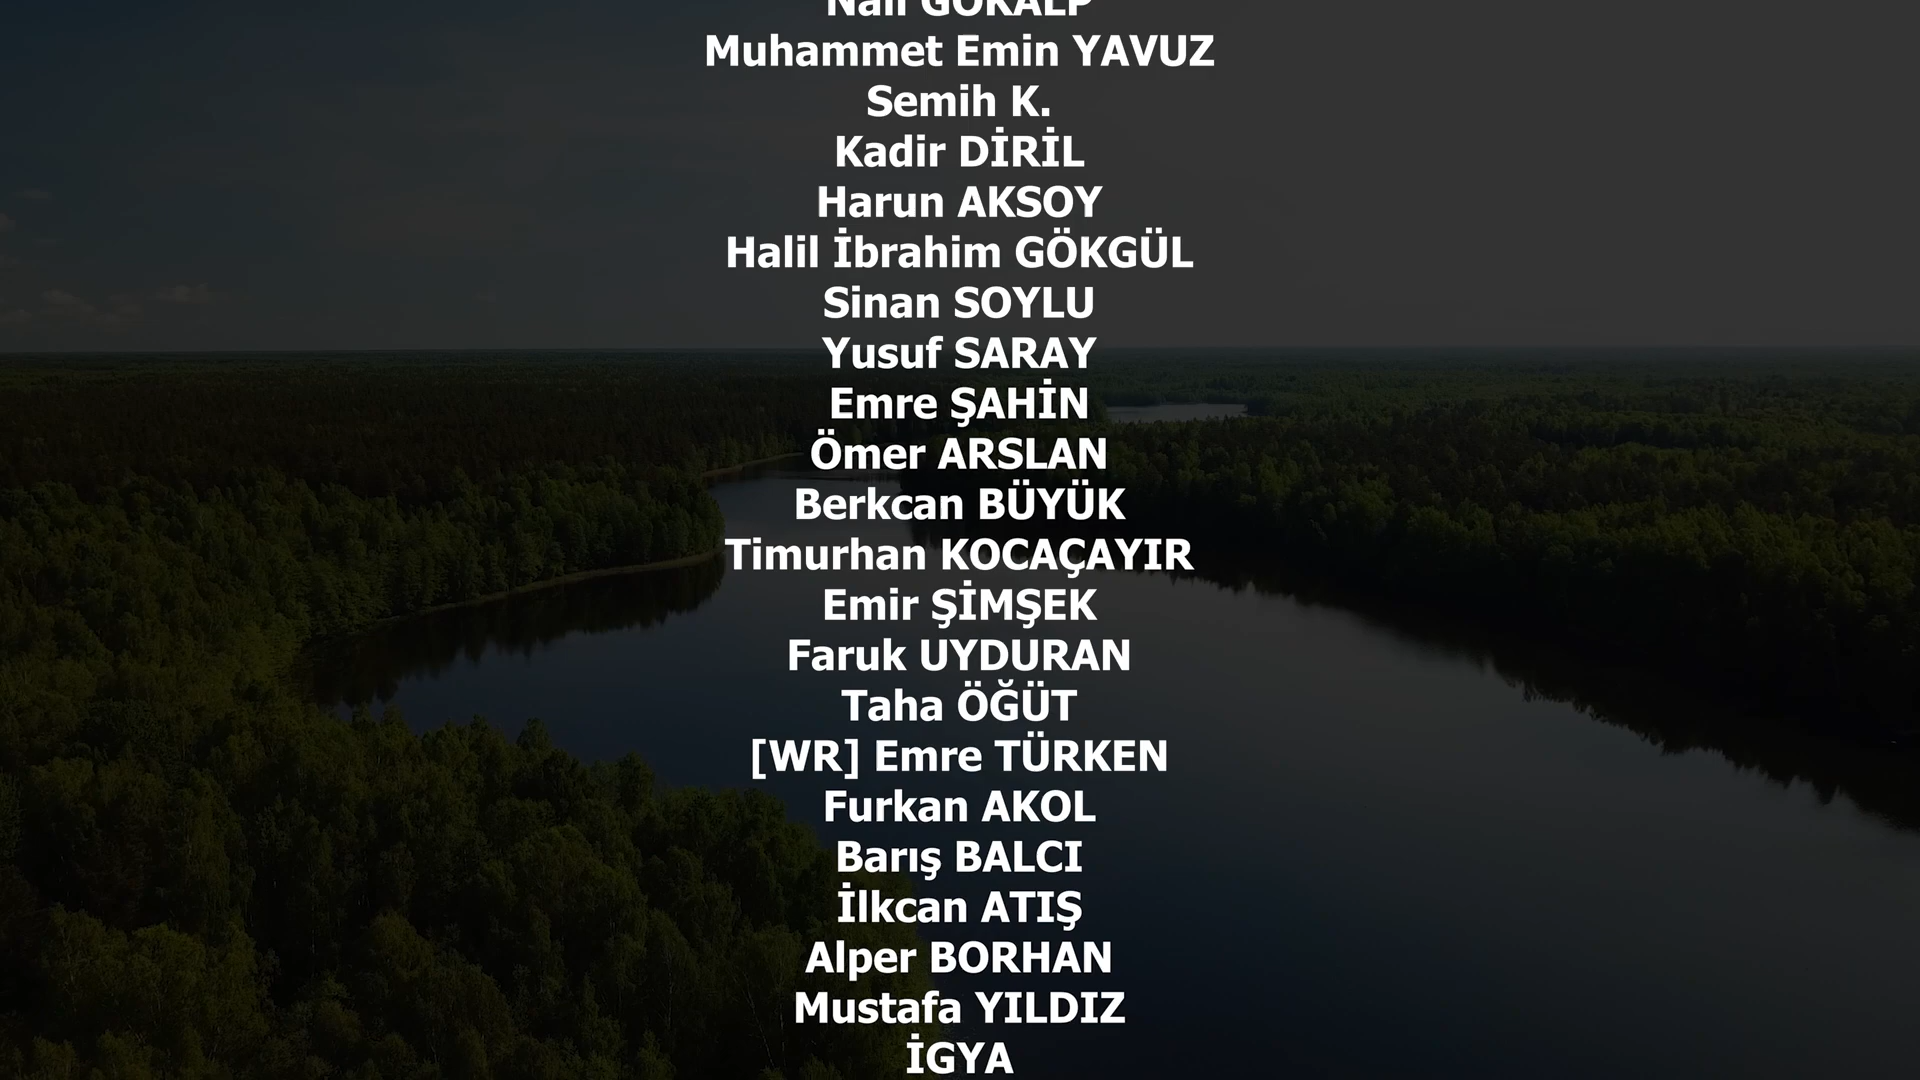 Muhammet Emin YAVUZ
Semih K.
Kadir DİRİL
Harun AKSOY
Halil İbrahim GÖKGÜL
Sinan SOYLU
Yusuf SARAY
Emre ŞAHİN
Ömer ARSLAN
Berkcan BÜYÜK
Timurhan KOCAÇAYIR
Emir ŞİMŞEK
Faruk UYDURAN
Taha ÖĞÜT
[WR] Emre TÜRKEN
Furkan AKOL
Barış BALCI
İlkcan ATIŞ
Alper BORHAN
Mustafa YILDIZ
İGYA